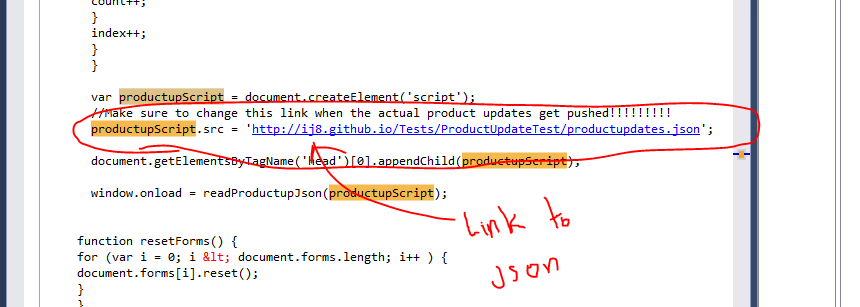 count++;
}
index++;
}
}
var productupScript = document.createElement('script');
//Make sure to change this link when the actual product updates get pushed!!!!!!!!!
productupScript.src = 'http://ij8.github.io/Tests/ProductUpdateTest/productupdates.json';
document.getElementsByTagName('head')[0].appendChild(productupScript);
window.onload = readProductupJson(productupScript);
Link to
json
function resetForms() {
for (var i = 0; i &lt; document.forms.length; i++ ) {
document.forms[i].reset();
}
}